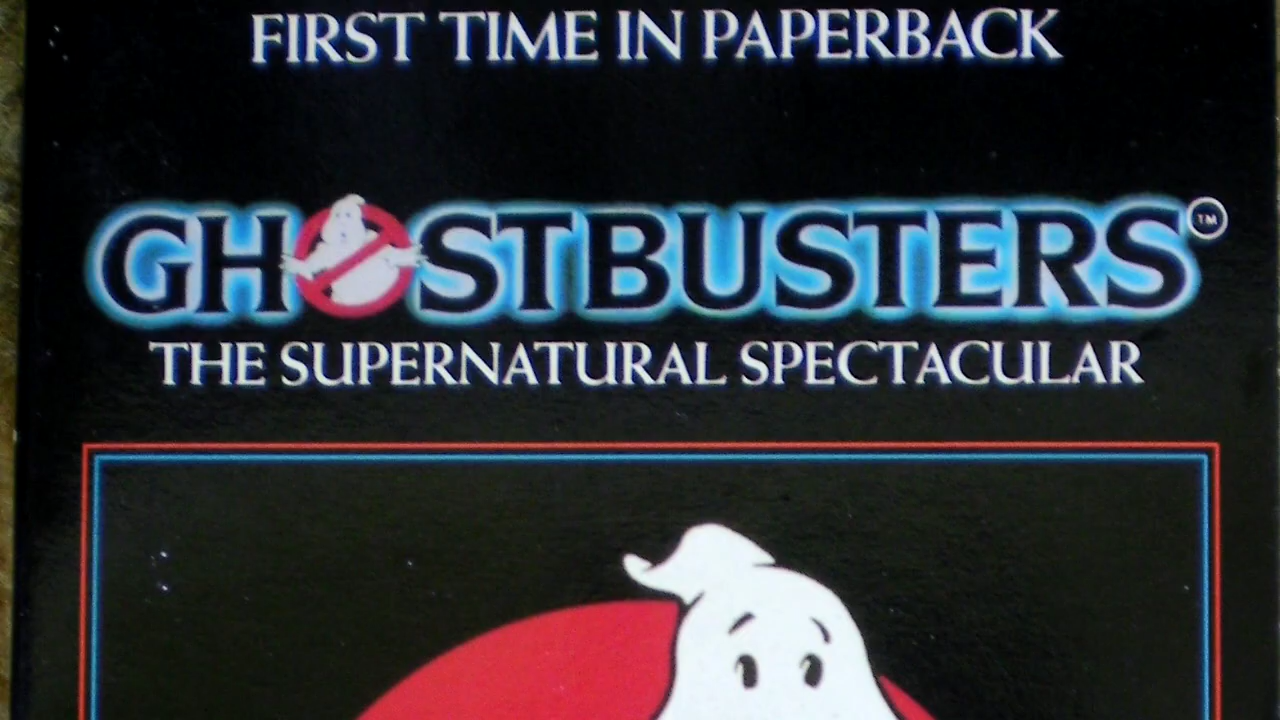 FIRST TIME IN PAPERBACK
GHOSTBUSTERS™
THE SUPERNATURAL SPECTACULAR